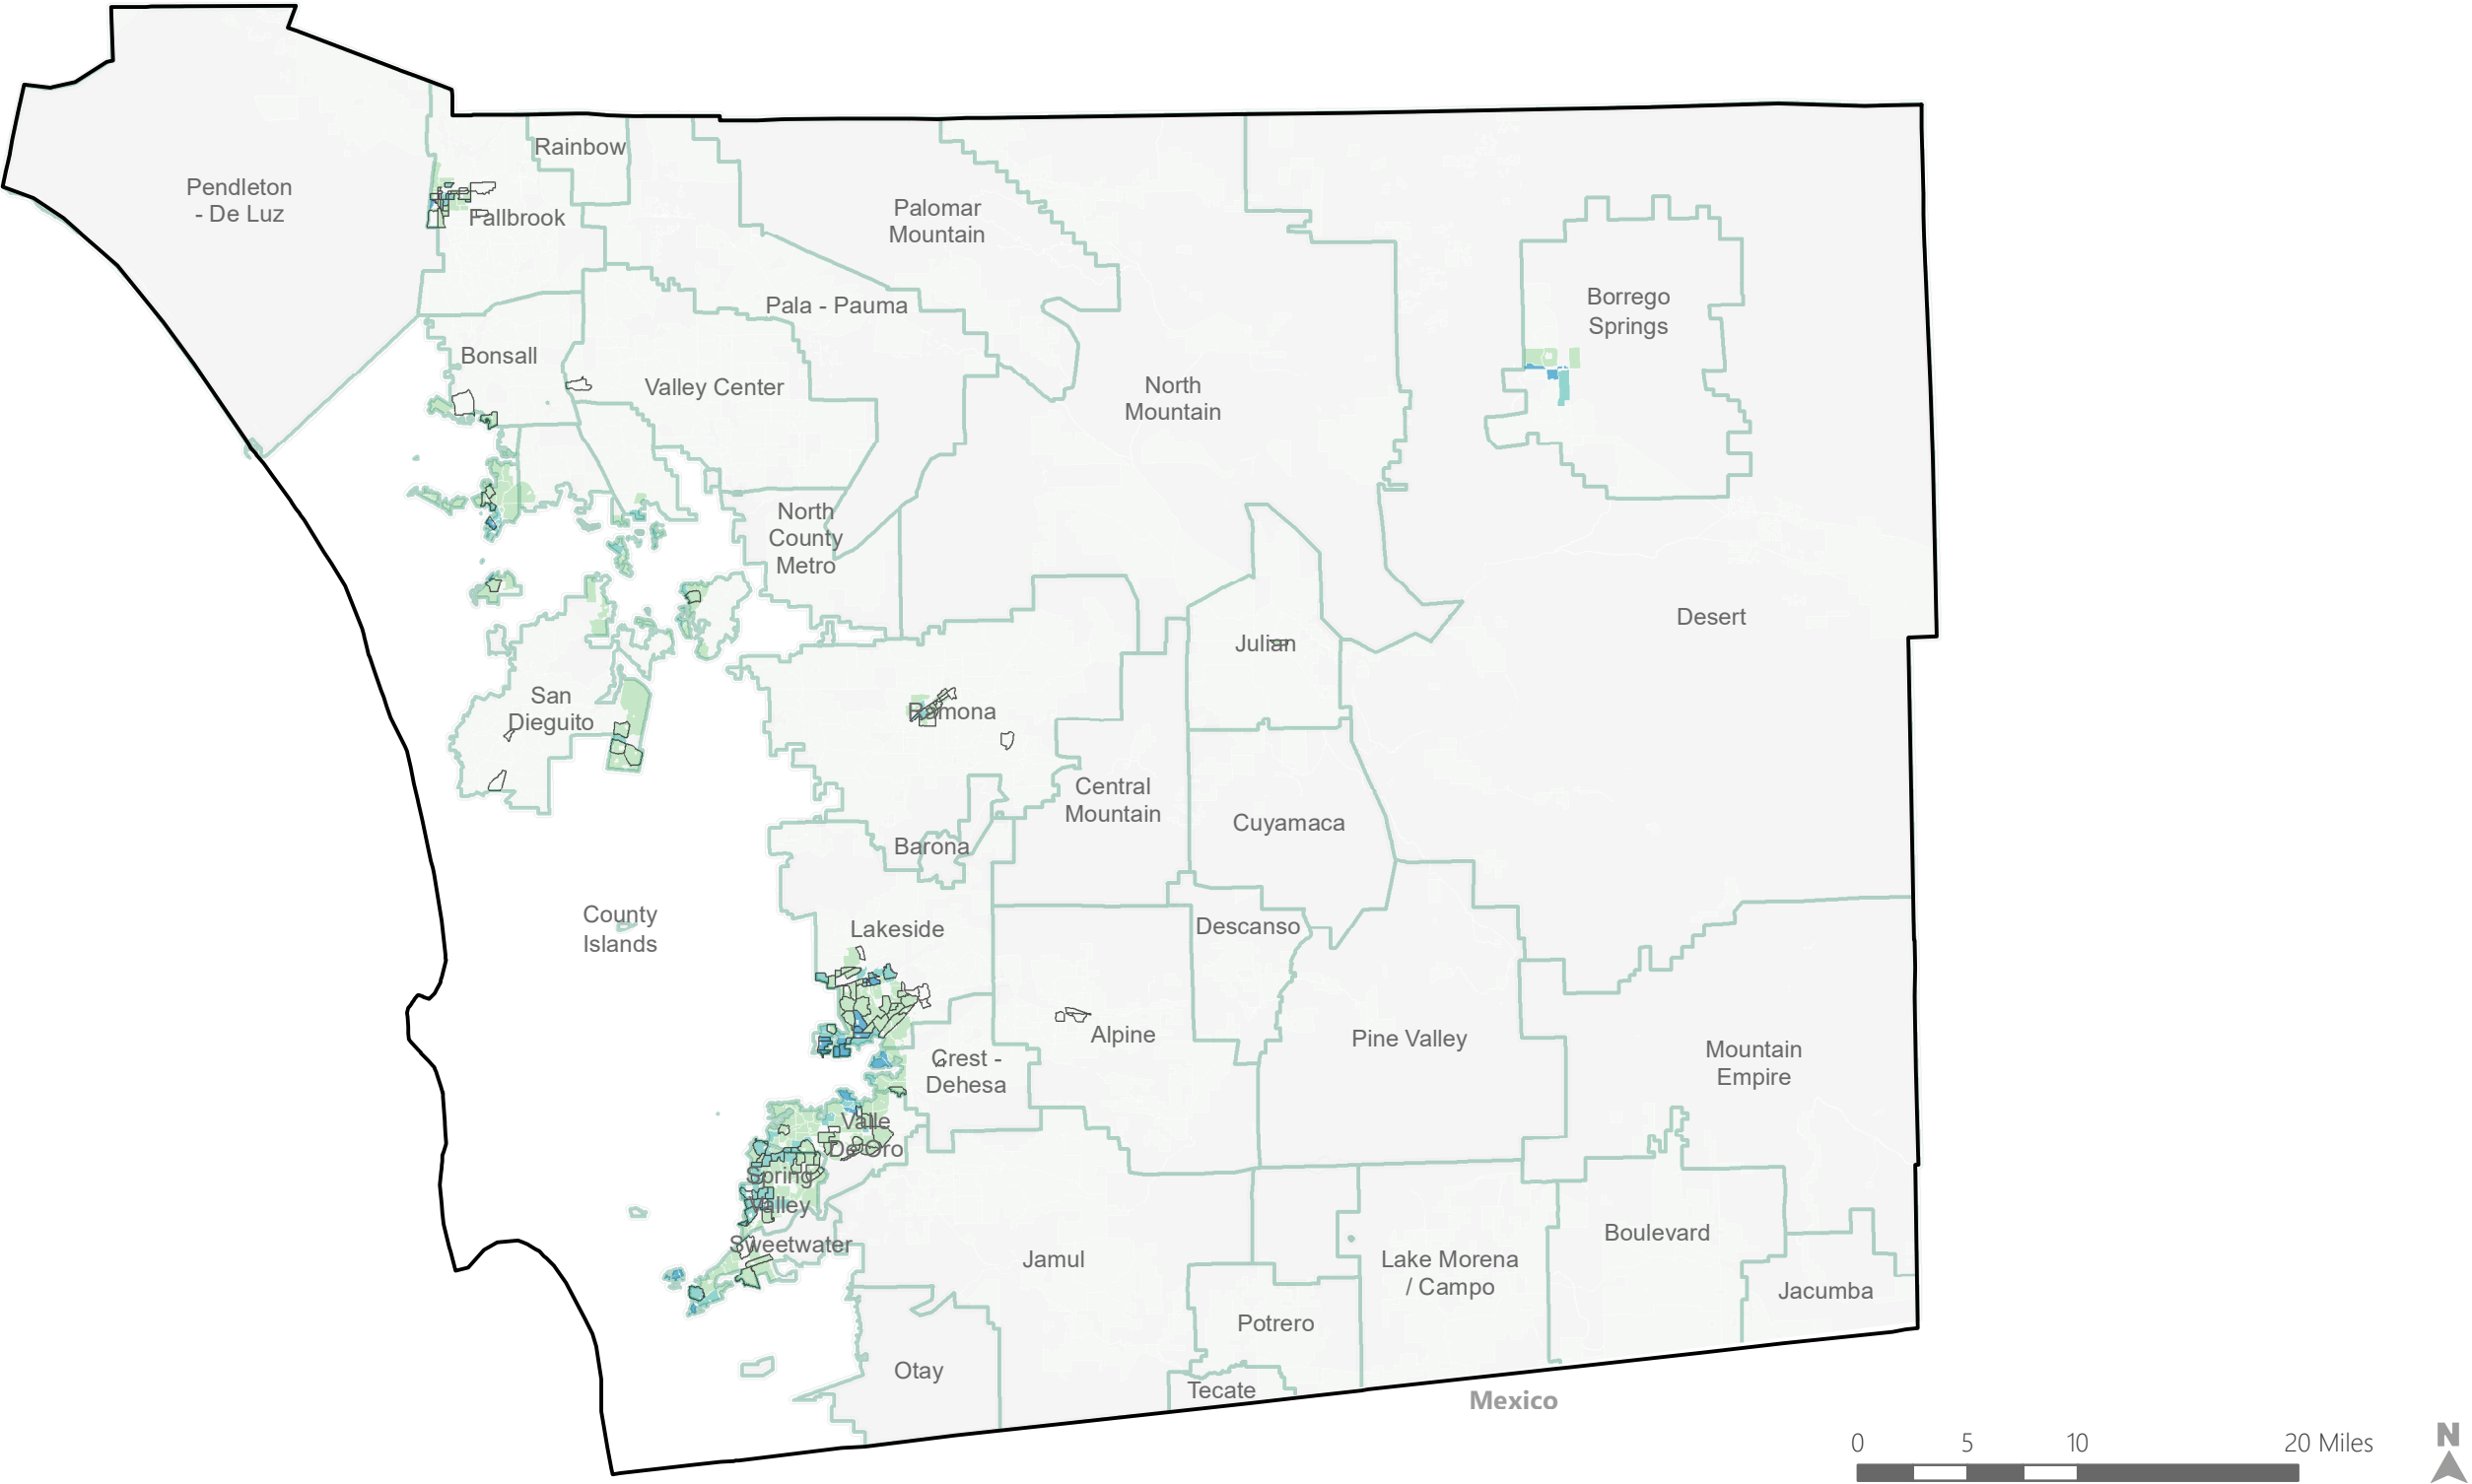 Rainbow
Pendleton
- De Luz
Fallbrook
Palomar
Mountain
Pala - Pauma
Borrego
Springs
Bonsall
Valley Center
North
Mountain
North
County
Metro
Desert
Julian
San
Dieguito
Ramona
Central
Mountain
Cuyamaca
Barona
County
Islands
Lakeside
Descanso
Alpine
Pine Valley
Crest -
Dehesa
Mountain
Empire
Valle
De Oro
Spring
Valley
Sweetwater
Jamul
Lake Morena
/ Campo
Boulevard
Jacumba
Potrero
Otay
Tecate
Mexico
0 5 10 20 Miles
N